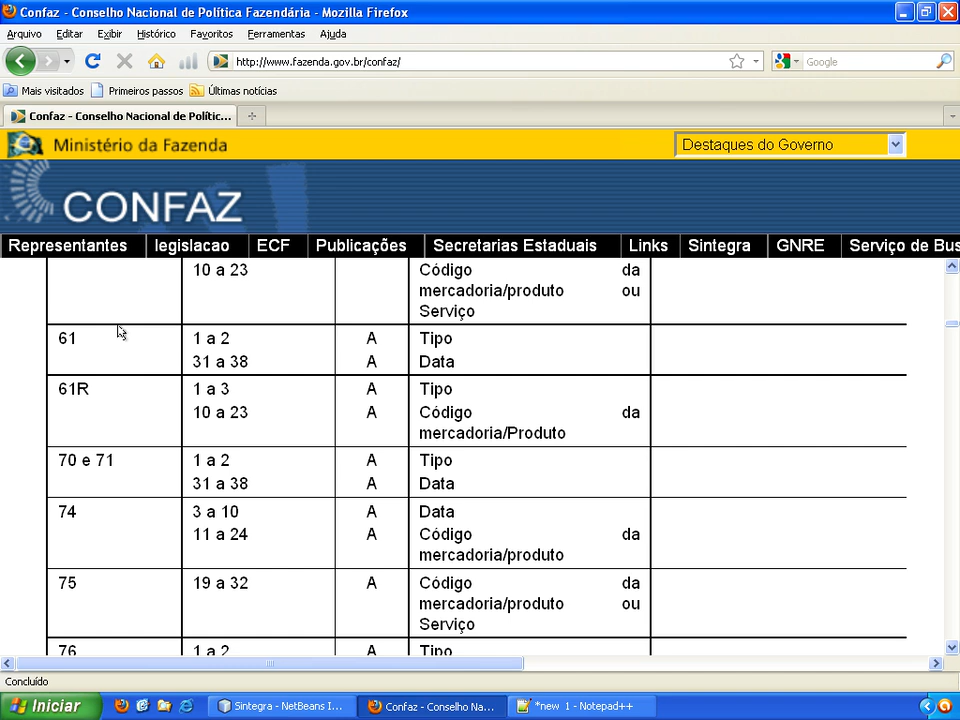 Confaz - Conselho Nacional de Política Fazendária - Mozilla Firefox
Arquivo Editar Exibir Histórico Favoritos Ferramentas Ajuda
http://www.fazenda.gov.br/confaz/
Google
Mais visitados Primeiros passos Últimas notícias
Confaz - Conselho Nacional de Polític...
Ministério da Fazenda
Destaques do Governo
CONFAZ
Representantes legislacao ECF Publicações Secretarias Estaduais Links Sintegra GNRE Serviço de Bus
10 a 23 Código da
mercadoria/produto ou
Serviço
61 1 a 2 A Tipo
31 a 38 A Data
61R 1 a 3 A Tipo
10 a 23 A Código da
mercadoria/Produto
70 e 71 1 a 2 A Tipo
31 a 38 A Data
74 3 a 10 A Data
11 a 24 A Código da
mercadoria/produto
75 19 a 32 A Código da
mercadoria/produto ou
Serviço
76 1 a 2 A Tipo
Concluído
Iniciar Sintegra - NetBeans I... Confaz - Conselho Na... *new 1 - Notepad++